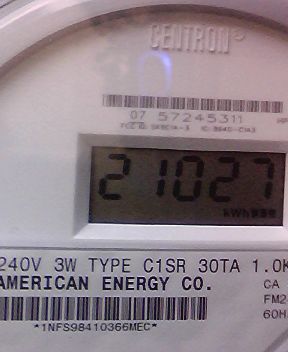 CENTRON®
07 57245311
21027
kWh
240V 3W TYPE C1SR 30TA 1.0K
AMERICAN ENERGY CO.
CA
FM2
60H
*1NFS98410366MEC*